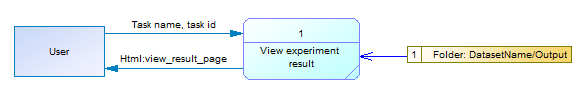 Task name, task id
User
Html:view_result_page
1
View experiment
result
1 Folder: DatasetName/Output